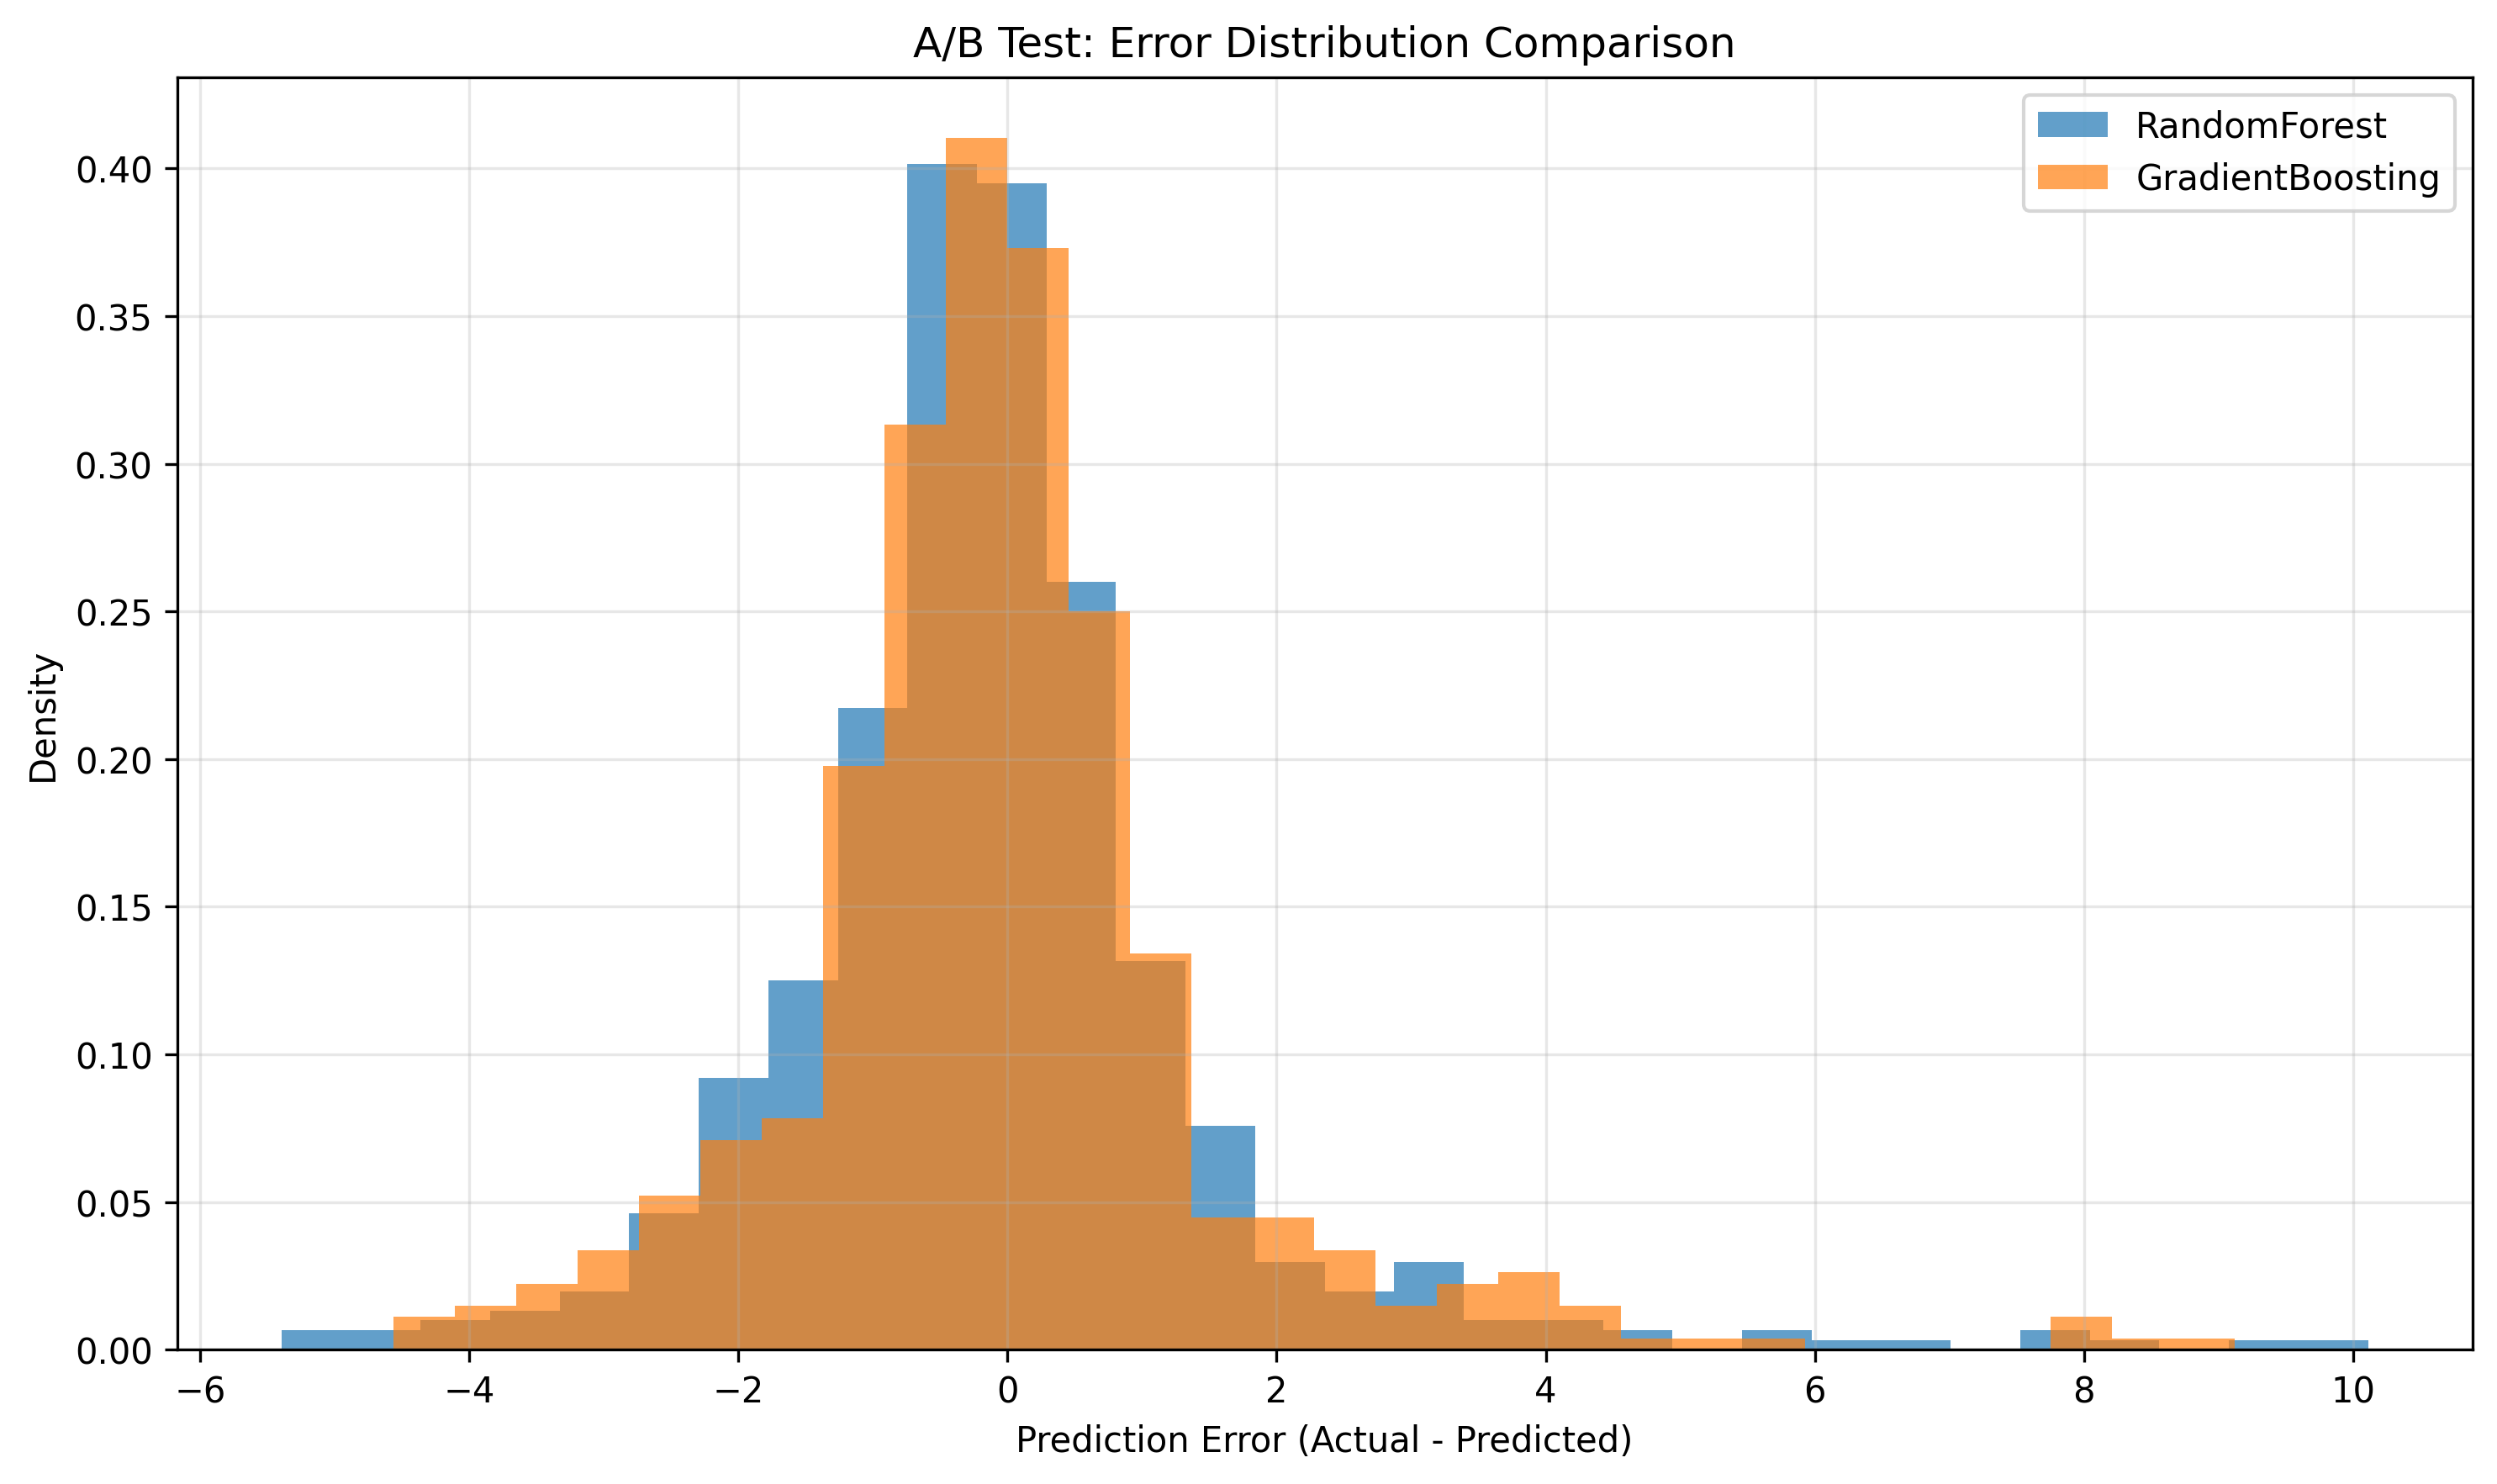 A/B Test: Error Distribution Comparison
RandomForest
GradientBoosting
0.40
0.35
0.30
0.25
0.20
0.15
0.10
0.05
0.00
Density
−6 −4 −2 0 2 4 6 8 10
Prediction Error (Actual - Predicted)